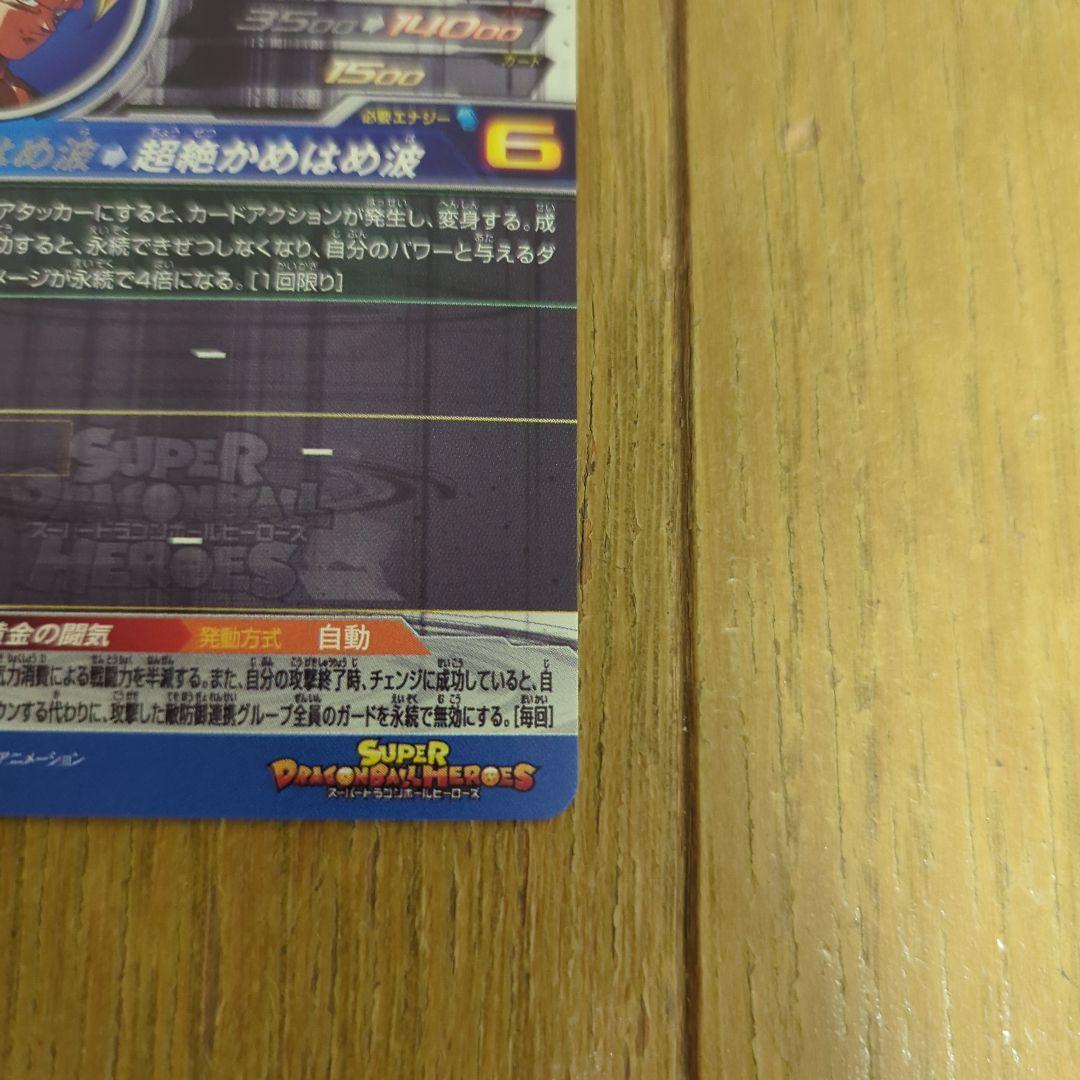 3500 14000
ガード
1500
必要エナジー 6
め波 超絶かめはめ波
アタッカーにすると、カードアクションが発生し、変身する。成
功すると、永続できぜつしなくなり、自分のパワーと与えるダ
メージが永続で4倍になる。[1回限り]
SUPER
DRAGONBALL
スーパードラゴンボールヒーローズ
HEROES
黄金の闘気 発動方式 自動
気力消費による戦闘力を半減する。また、自分の攻撃終了時、チェンジに成功していると、自
ウンする代わりに、攻撃した敵防御連携グループ全員のガードを永続で無効にする。[毎回]
アニメーション
SUPER
DRAGONBALL HEROES
スーパードラゴンボールヒーローズ